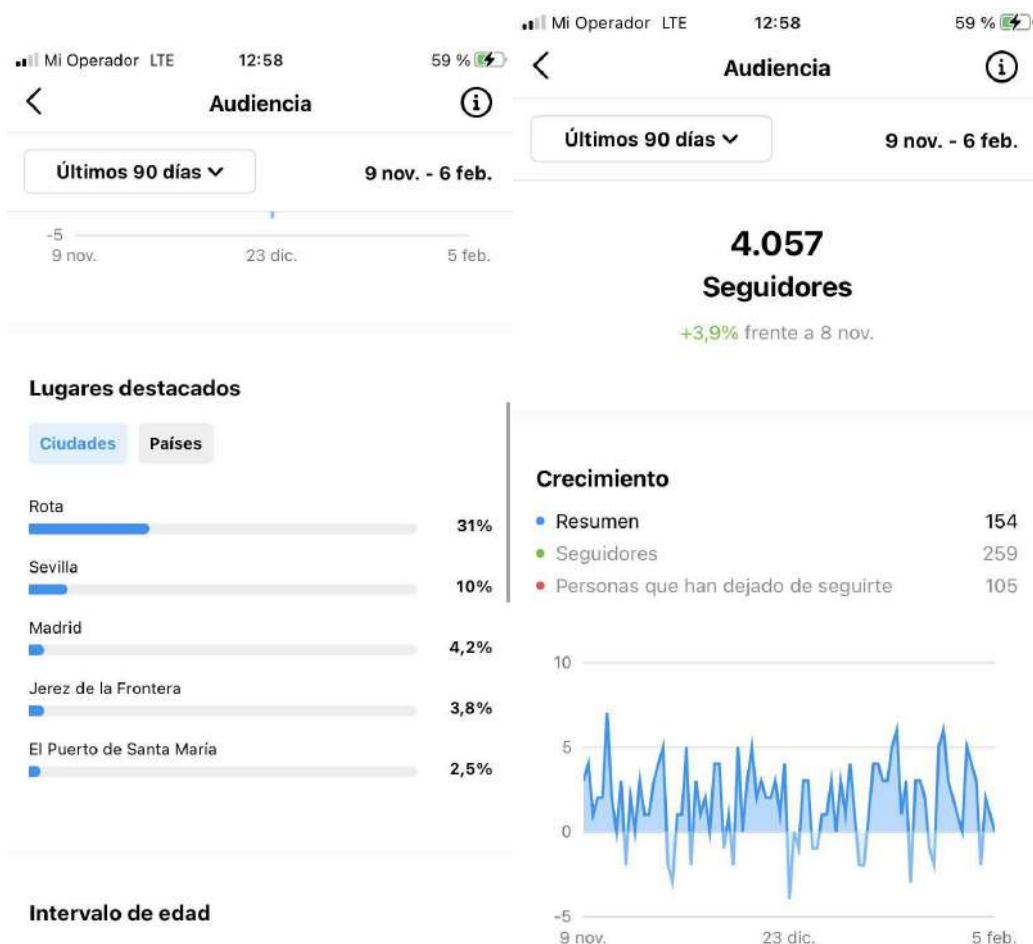 Mi Operador LTE 12:58 59 %
Audiencia
Últimos 90 días 9 nov. - 6 feb.
-5
9 nov. 23 dic. 5 feb.
Lugares destacados
Ciudades Países
Rota
31%
Sevilla
10%
Madrid
4,2%
Jerez de la Frontera
3,8%
El Puerto de Santa María
2,5%
Intervalo de edad
Mi Operador LTE 12:58 59 %
Audiencia
Últimos 90 días 9 nov. - 6 feb.
4.057
Seguidores
+3,9% frente a 8 nov.
Crecimiento
Resumen 154
Seguidores 259
Personas que han dejado de seguirte 105
10
5
0
-5
9 nov. 23 dic. 5 feb.